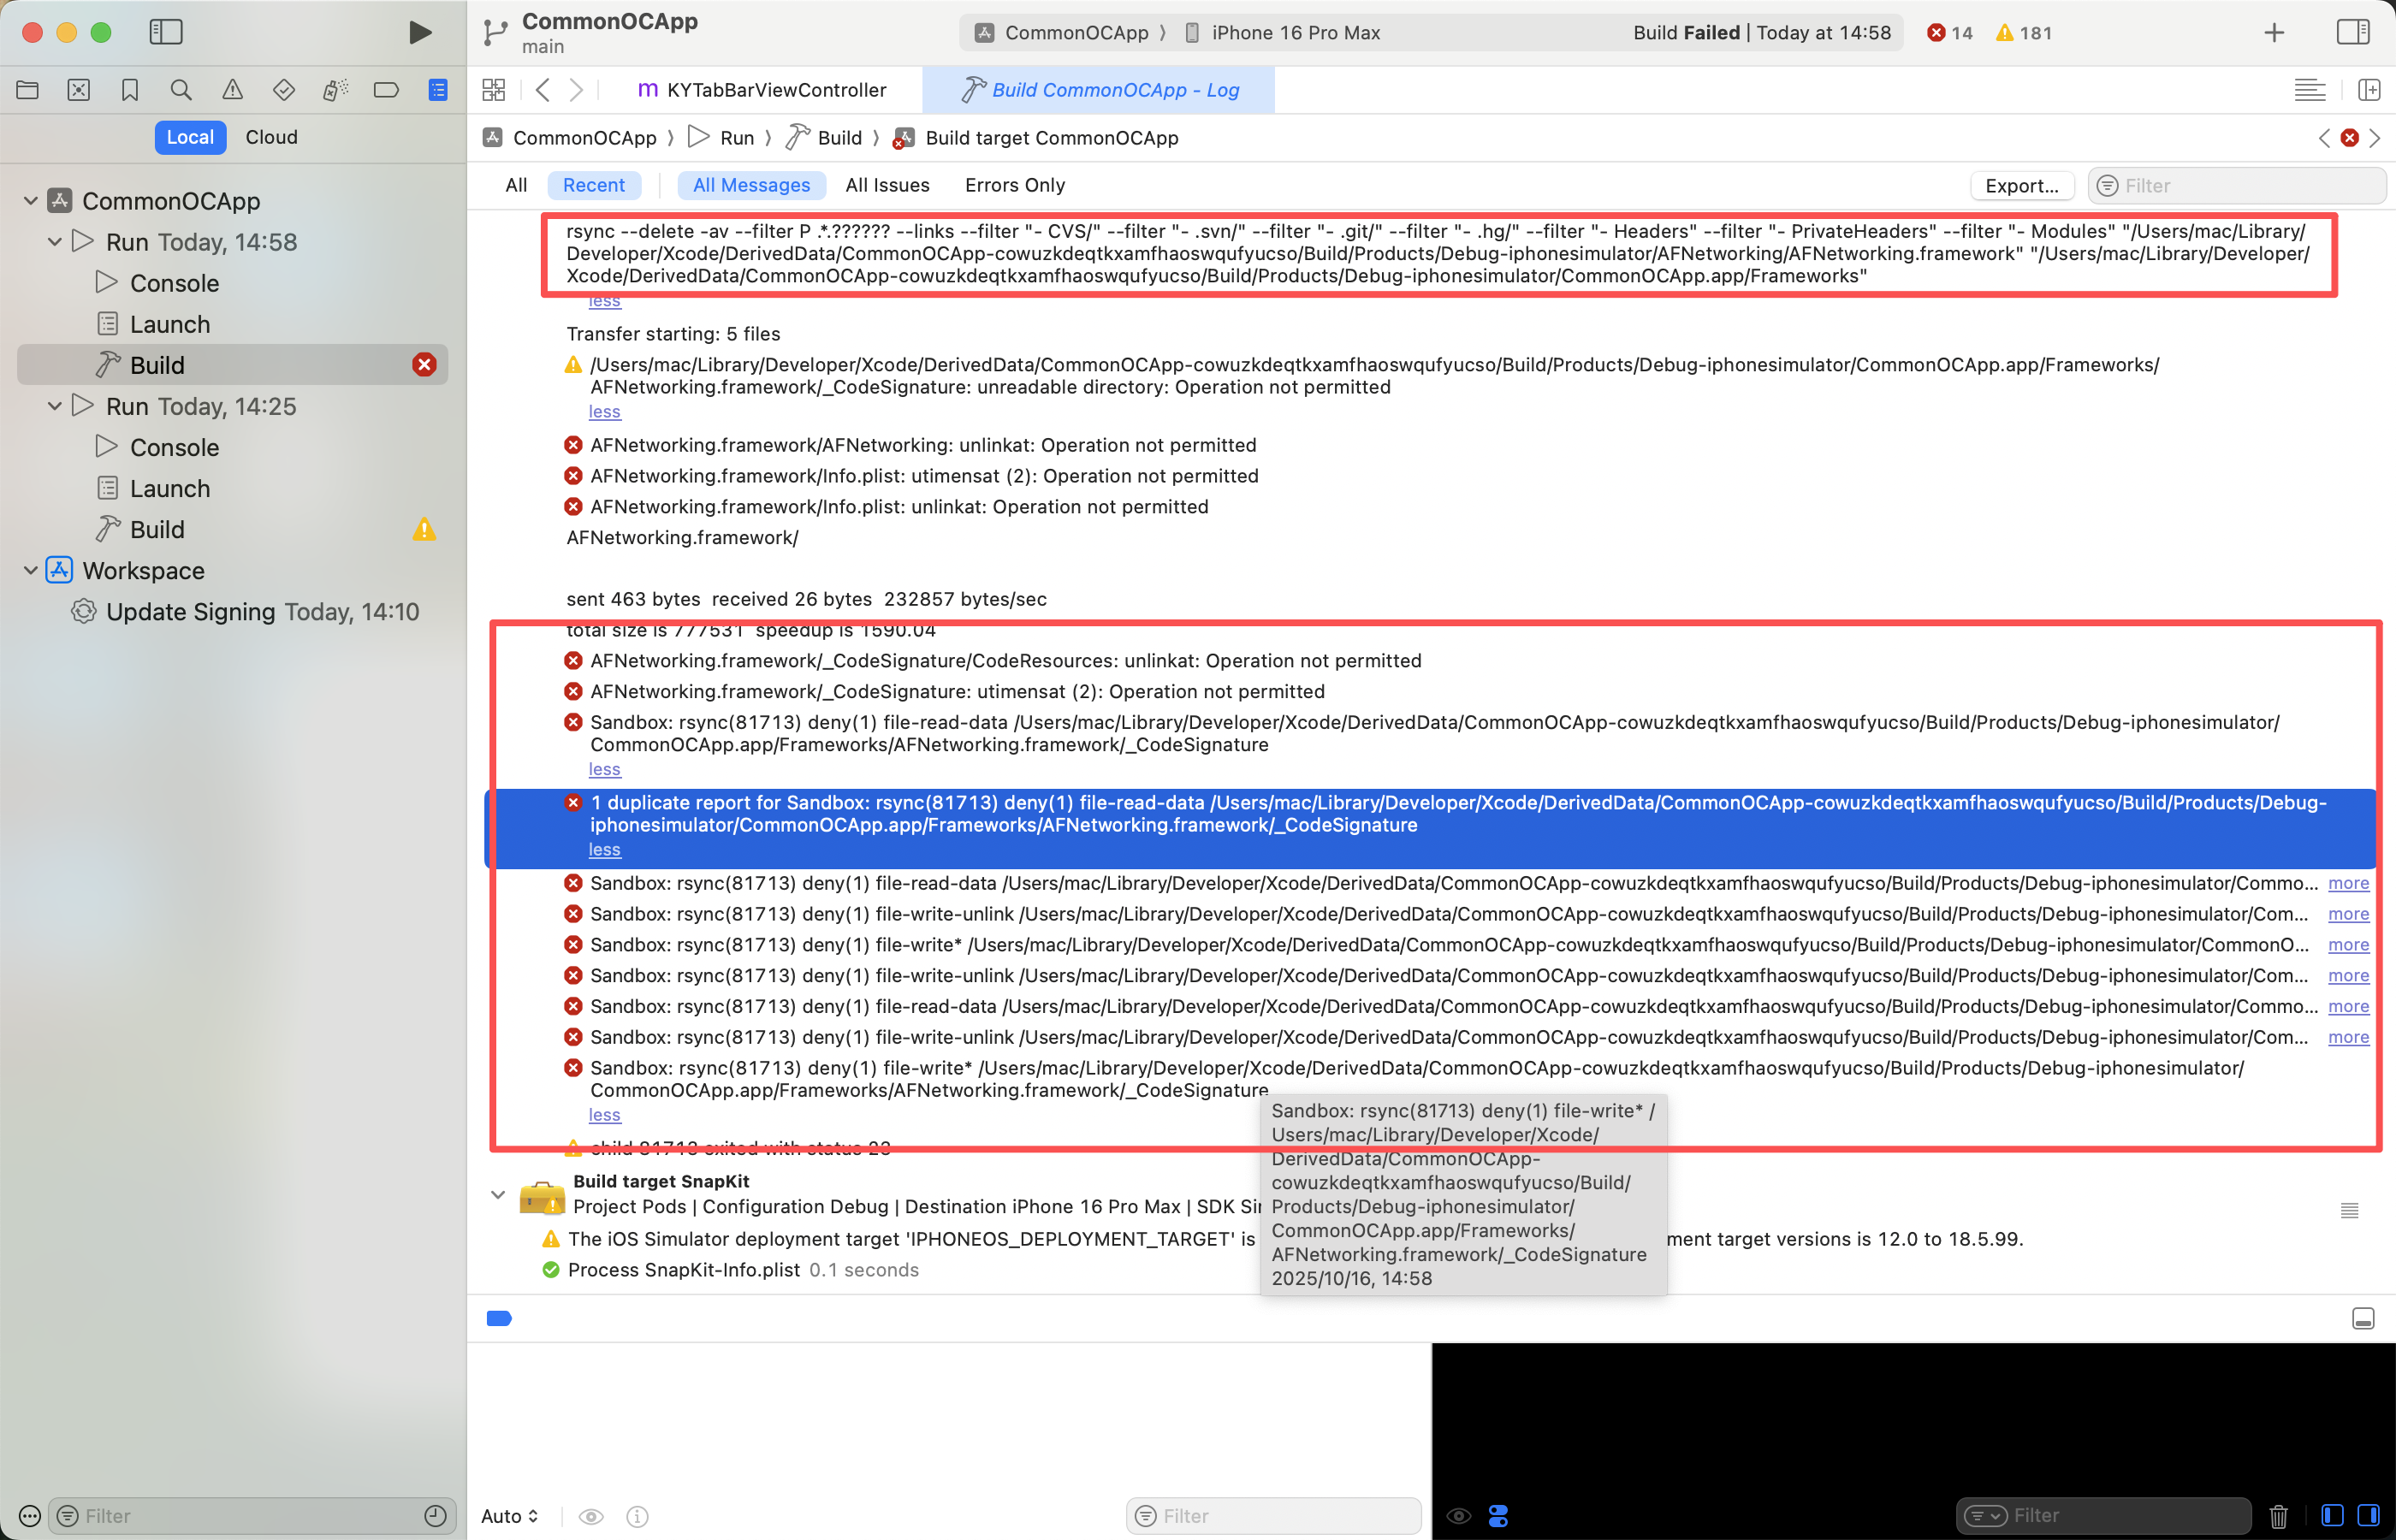 CommonOCApp
main
CommonOCApp 〉 iPhone 16 Pro Max
Build Failed | Today at 14:58
14
181
m KYTabBarViewController
Build CommonOCApp - Log
Local
Cloud
CommonOCApp 〉 Run 〉 Build 〉 Build target CommonOCApp
All
Recent
All Messages
All Issues
Errors Only
Export...
Filter
CommonOCApp
Run Today, 14:58
Console
Launch
Build
Run Today, 14:25
Console
Launch
Build
Workspace
Update Signing Today, 14:10
rsync --delete -av --filter P .*.?????? --links --filter "- CVS/" --filter "- .svn/" --filter "- .git/" --filter "- .hg/" --filter "- Headers" --filter "- PrivateHeaders" --filter "- Modules" "/Users/mac/Library/
Developer/Xcode/DerivedData/CommonOCApp-cowuzkdeqtkxamfhaoswqufyucso/Build/Products/Debug-iphonesimulator/AFNetworking/AFNetworking.framework" "/Users/mac/Library/Developer/
Xcode/DerivedData/CommonOCApp-cowuzkdeqtkxamfhaoswqufyucso/Build/Products/Debug-iphonesimulator/CommonOCApp.app/Frameworks"
less
Transfer starting: 5 files
/Users/mac/Library/Developer/Xcode/DerivedData/CommonOCApp-cowuzkdeqtkxamfhaoswqufyucso/Build/Products/Debug-iphonesimulator/CommonOCApp.app/Frameworks/
AFNetworking.framework/_CodeSignature: unreadable directory: Operation not permitted
less
AFNetworking.framework/AFNetworking: unlinkat: Operation not permitted
AFNetworking.framework/Info.plist: utimensat (2): Operation not permitted
AFNetworking.framework/Info.plist: unlinkat: Operation not permitted
AFNetworking.framework/
sent 463 bytes  received 26 bytes  232857 bytes/sec
total size is 777531  speedup is 1590.04
AFNetworking.framework/_CodeSignature/CodeResources: unlinkat: Operation not permitted
AFNetworking.framework/_CodeSignature: utimensat (2): Operation not permitted
Sandbox: rsync(81713) deny(1) file-read-data /Users/mac/Library/Developer/Xcode/DerivedData/CommonOCApp-cowuzkdeqtkxamfhaoswqufyucso/Build/Products/Debug-iphonesimulator/
CommonOCApp.app/Frameworks/AFNetworking.framework/_CodeSignature
less
1 duplicate report for Sandbox: rsync(81713) deny(1) file-read-data /Users/mac/Library/Developer/Xcode/DerivedData/CommonOCApp-cowuzkdeqtkxamfhaoswqufyucso/Build/Products/Debug-
iphonesimulator/CommonOCApp.app/Frameworks/AFNetworking.framework/_CodeSignature
less
Sandbox: rsync(81713) deny(1) file-read-data /Users/mac/Library/Developer/Xcode/DerivedData/CommonOCApp-cowuzkdeqtkxamfhaoswqufyucso/Build/Products/Debug-iphonesimulator/Commo... more
Sandbox: rsync(81713) deny(1) file-write-unlink /Users/mac/Library/Developer/Xcode/DerivedData/CommonOCApp-cowuzkdeqtkxamfhaoswqufyucso/Build/Products/Debug-iphonesimulator/Com... more
Sandbox: rsync(81713) deny(1) file-write* /Users/mac/Library/Developer/Xcode/DerivedData/CommonOCApp-cowuzkdeqtkxamfhaoswqufyucso/Build/Products/Debug-iphonesimulator/CommonO... more
Sandbox: rsync(81713) deny(1) file-write-unlink /Users/mac/Library/Developer/Xcode/DerivedData/CommonOCApp-cowuzkdeqtkxamfhaoswqufyucso/Build/Products/Debug-iphonesimulator/Com... more
Sandbox: rsync(81713) deny(1) file-read-data /Users/mac/Library/Developer/Xcode/DerivedData/CommonOCApp-cowuzkdeqtkxamfhaoswqufyucso/Build/Products/Debug-iphonesimulator/Commo... more
Sandbox: rsync(81713) deny(1) file-write-unlink /Users/mac/Library/Developer/Xcode/DerivedData/CommonOCApp-cowuzkdeqtkxamfhaoswqufyucso/Build/Products/Debug-iphonesimulator/Com... more
Sandbox: rsync(81713) deny(1) file-write* /Users/mac/Library/Developer/Xcode/DerivedData/CommonOCApp-cowuzkdeqtkxamfhaoswqufyucso/Build/Products/Debug-iphonesimulator/
CommonOCApp.app/Frameworks/AFNetworking.framework/_CodeSignature
less
child 81713 exited with status 23
Sandbox: rsync(81713) deny(1) file-write* /
Users/mac/Library/Developer/Xcode/
DerivedData/CommonOCApp-
cowuzkdeqtkxamfhaoswqufyucso/Build/
Products/Debug-iphonesimulator/
CommonOCApp.app/Frameworks/
AFNetworking.framework/_CodeSignature
2025/10/16, 14:58
Build target SnapKit
Project Pods | Configuration Debug | Destination iPhone 16 Pro Max | SDK
The iOS Simulator deployment target 'IPHONEOS_DEPLOYMENT_TARGET' is ment target versions is 12.0 to 18.5.99.
Process SnapKit-Info.plist 0.1 seconds
Filter
Auto
Filter
Filter